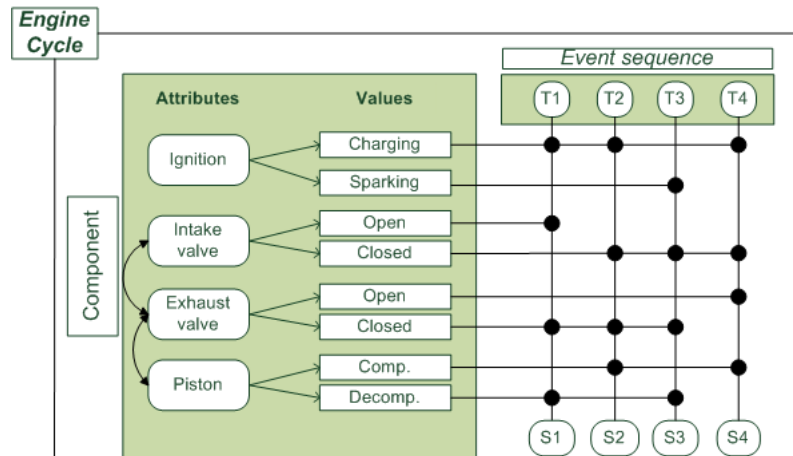 Engine
Cycle
Event sequence
Attributes
Values
T1
T2
T3
T4
Ignition
Charging
Sparking
Component
Intake
valve
Open
Closed
Exhaust
valve
Open
Closed
Piston
Comp.
Decomp.
S1
S2
S3
S4